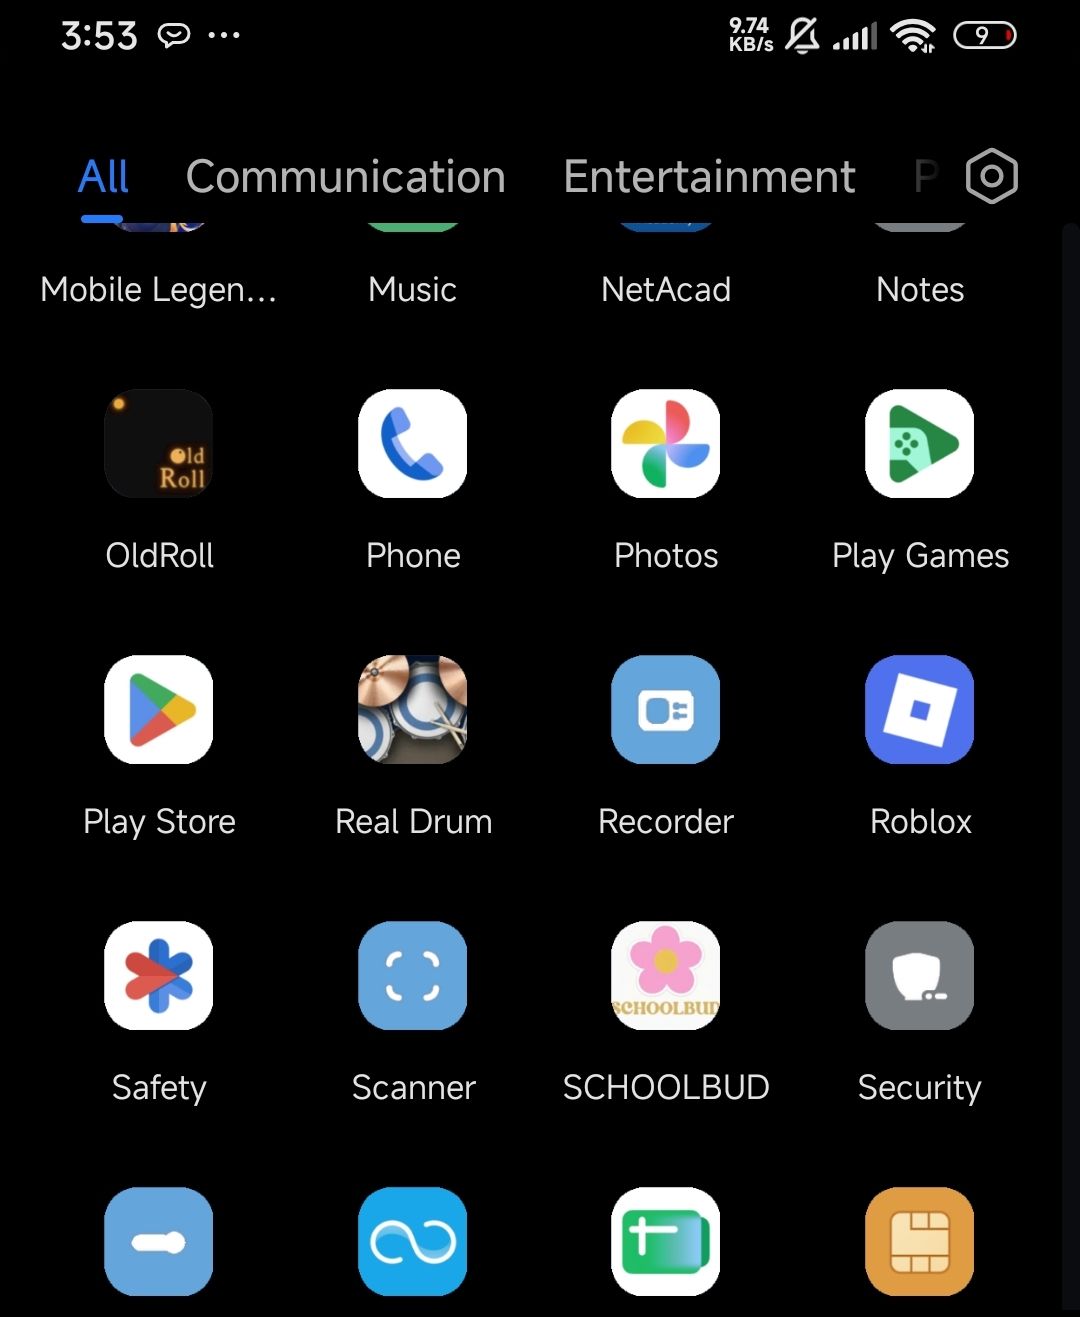 3:53 9.74 KB/s 9
All Communication Entertainment P
Mobile Legen... Music NetAcad Notes
Old
Roll
OldRoll Phone Photos Play Games
Play Store Real Drum Recorder Roblox
SCHOOLBUD
Safety Scanner SCHOOLBUD Security